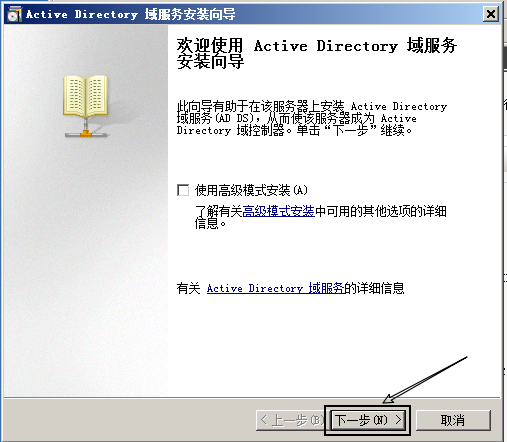 Active Directory 域服务安装向导
欢迎使用 Active Directory 域服务
安装向导
此向导有助于在该服务器上安装 Active Directory
域服务(AD DS)，从而使该服务器成为 Active
Directory 域控制器。单击“下一步”继续。
使用高级模式安装(A)
了解有关高级模式安装中可用的其他选项的详细
信息。
有关 Active Directory 域服务的详细信息
< 上一步(B) 下一步(N) > 取消